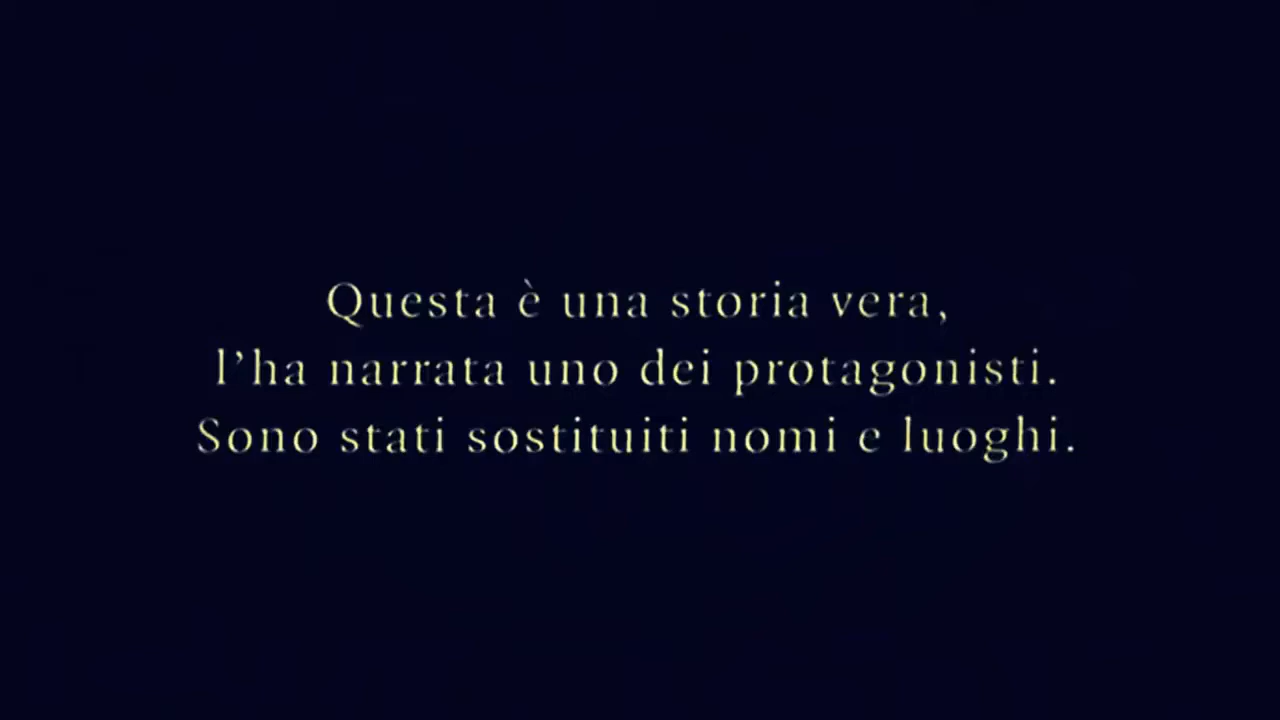 Questa è una storia vera,
l’ha narrata uno dei protagonisti.
Sono stati sostituiti nomi e luoghi.